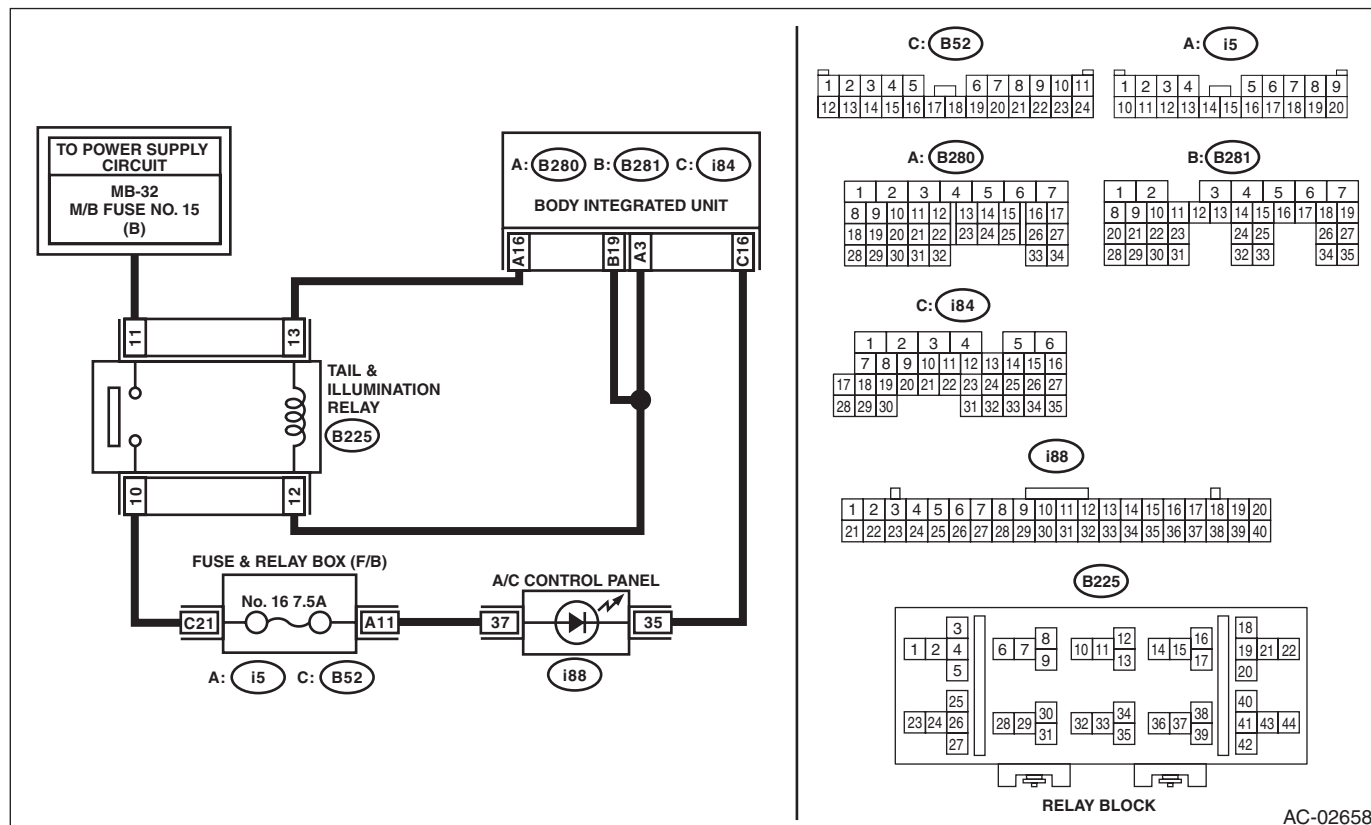 TO POWER SUPPLY
CIRCUIT
MB-32
M/B FUSE NO. 15
(B)
A: B280 B: B281 C: i84
BODY INTEGRATED UNIT
A16 B19 A3 C16
11 13
TAIL &
ILLUMINATION
RELAY
B225
10 12
FUSE & RELAY BOX (F/B)
No. 16 7.5A
C21 A11
A: i5 C: B52
A/C CONTROL PANEL
37 35
i88
C: B52
1 2 3 4 5 6 7 8 9 10 11
12 13 14 15 16 17 18 19 20 21 22 23 24
A: i5
1 2 3 4 5 6 7 8 9
10 11 12 13 14 15 16 17 18 19 20
A: B280
1 2 3 4 5 6 7
8 9 10 11 12 13 14 15 16 17
18 19 20 21 22 23 24 25 26 27
28 29 30 31 32 33 34
B: B281
1 2 3 4 5 6 7
8 9 10 11 12 13 14 15 16 17 18 19
20 21 22 23 24 25 26 27
28 29 30 31 32 33 34 35
C: i84
1 2 3 4 5 6
7 8 9 10 11 12 13 14 15 16
17 18 19 20 21 22 23 24 25 26 27
28 29 30 31 32 33 34 35
i88
1 2 3 4 5 6 7 8 9 10 11 12 13 14 15 16 17 18 19 20
21 22 23 24 25 26 27 28 29 30 31 32 33 34 35 36 37 38 39 40
B225
3 8 12 16 18
1 2 4 6 7 10 11 14 15 19 21 22
5 9 13 17 20
25 30 34 38 40
23 24 26 28 29 32 33 36 37 41 43 44
27 31 35 39 42
RELAY BLOCK
AC-02658